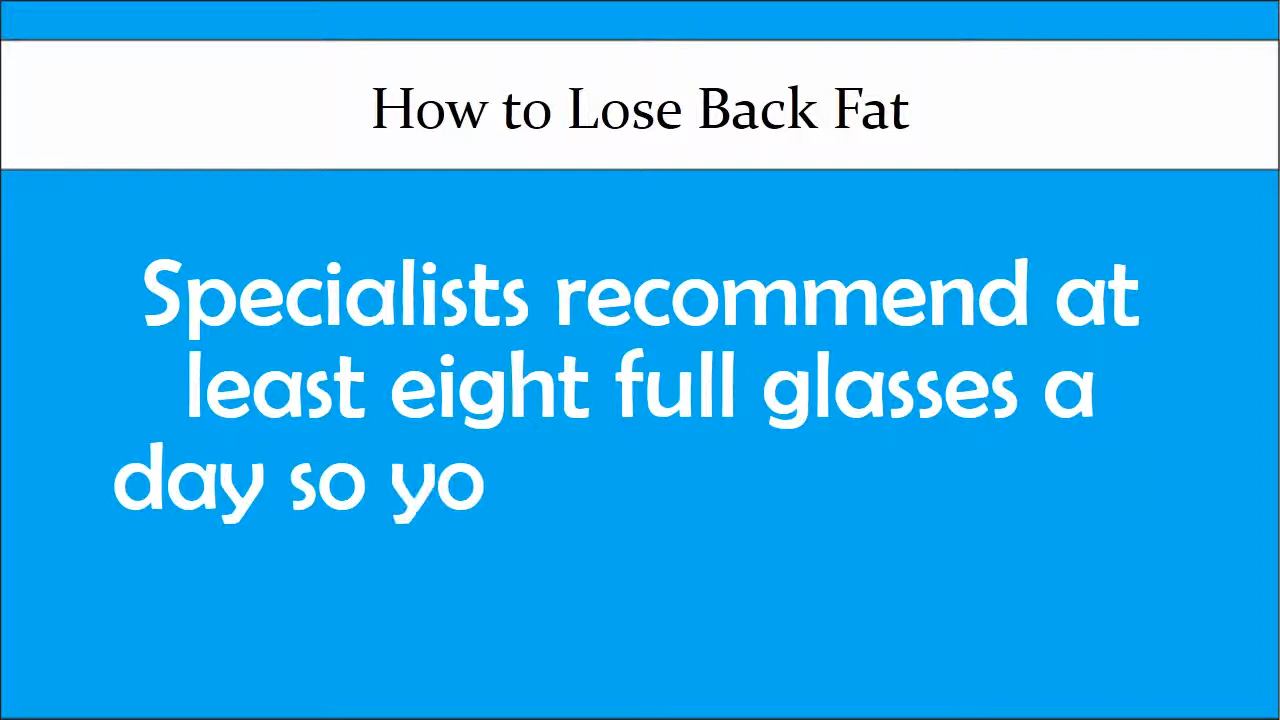 How to Lose Back Fat
Specialists recommend at
least eight full glasses a
day so yo